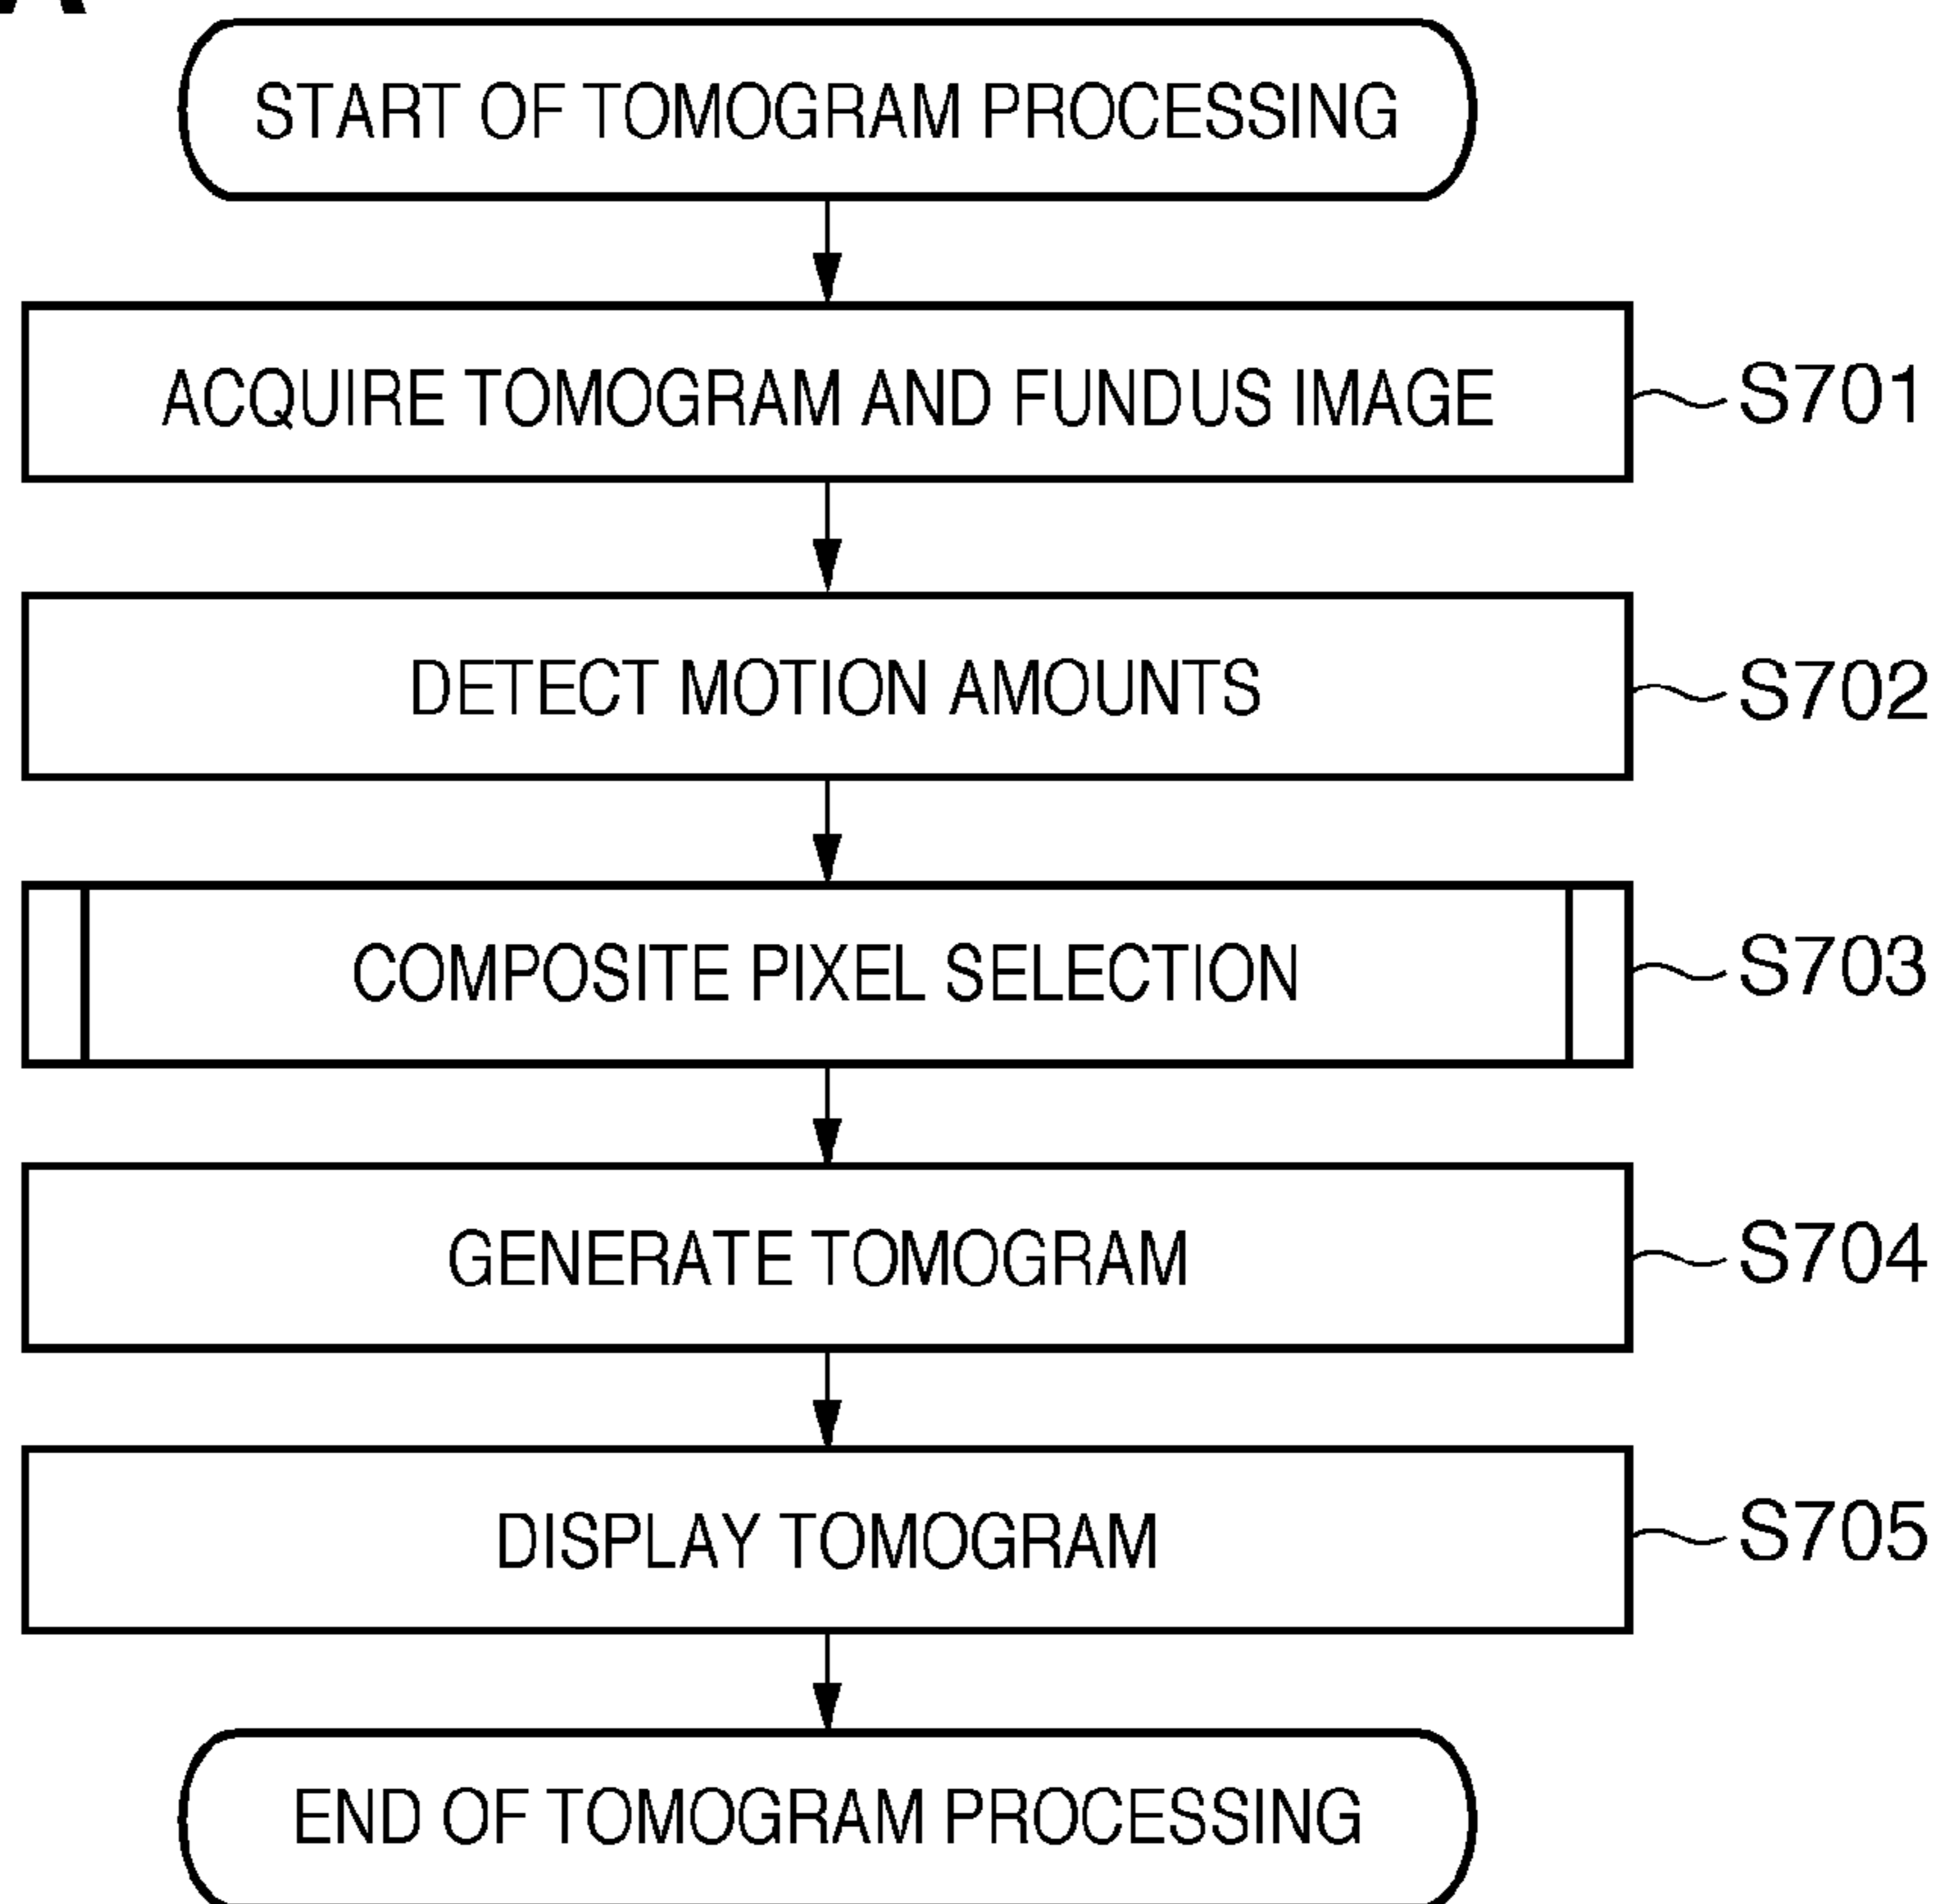 START OF TOMOGRAM PROCESSING
ACQUIRE TOMOGRAM AND FUNDUS IMAGE S701
DETECT MOTION AMOUNTS S702
COMPOSITE PIXEL SELECTION S703
GENERATE TOMOGRAM S704
DISPLAY TOMOGRAM S705
END OF TOMOGRAM PROCESSING